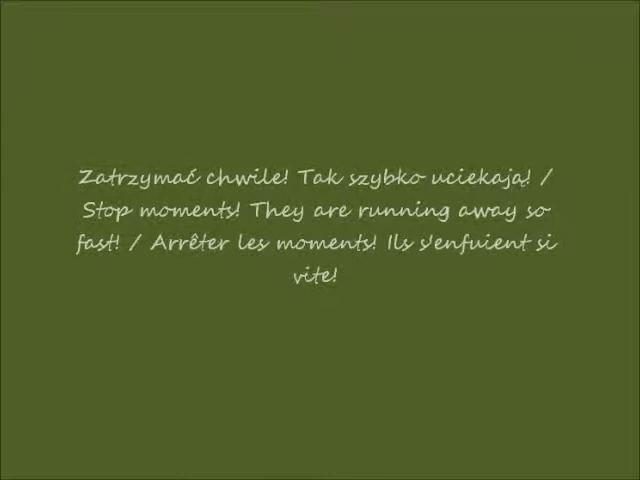 Zatrzymać chwile! Tak szybko uciekają! /
Stop moments! They are running away so
fast! / Arrêter les moments! Ils s'enfuient si
vite!